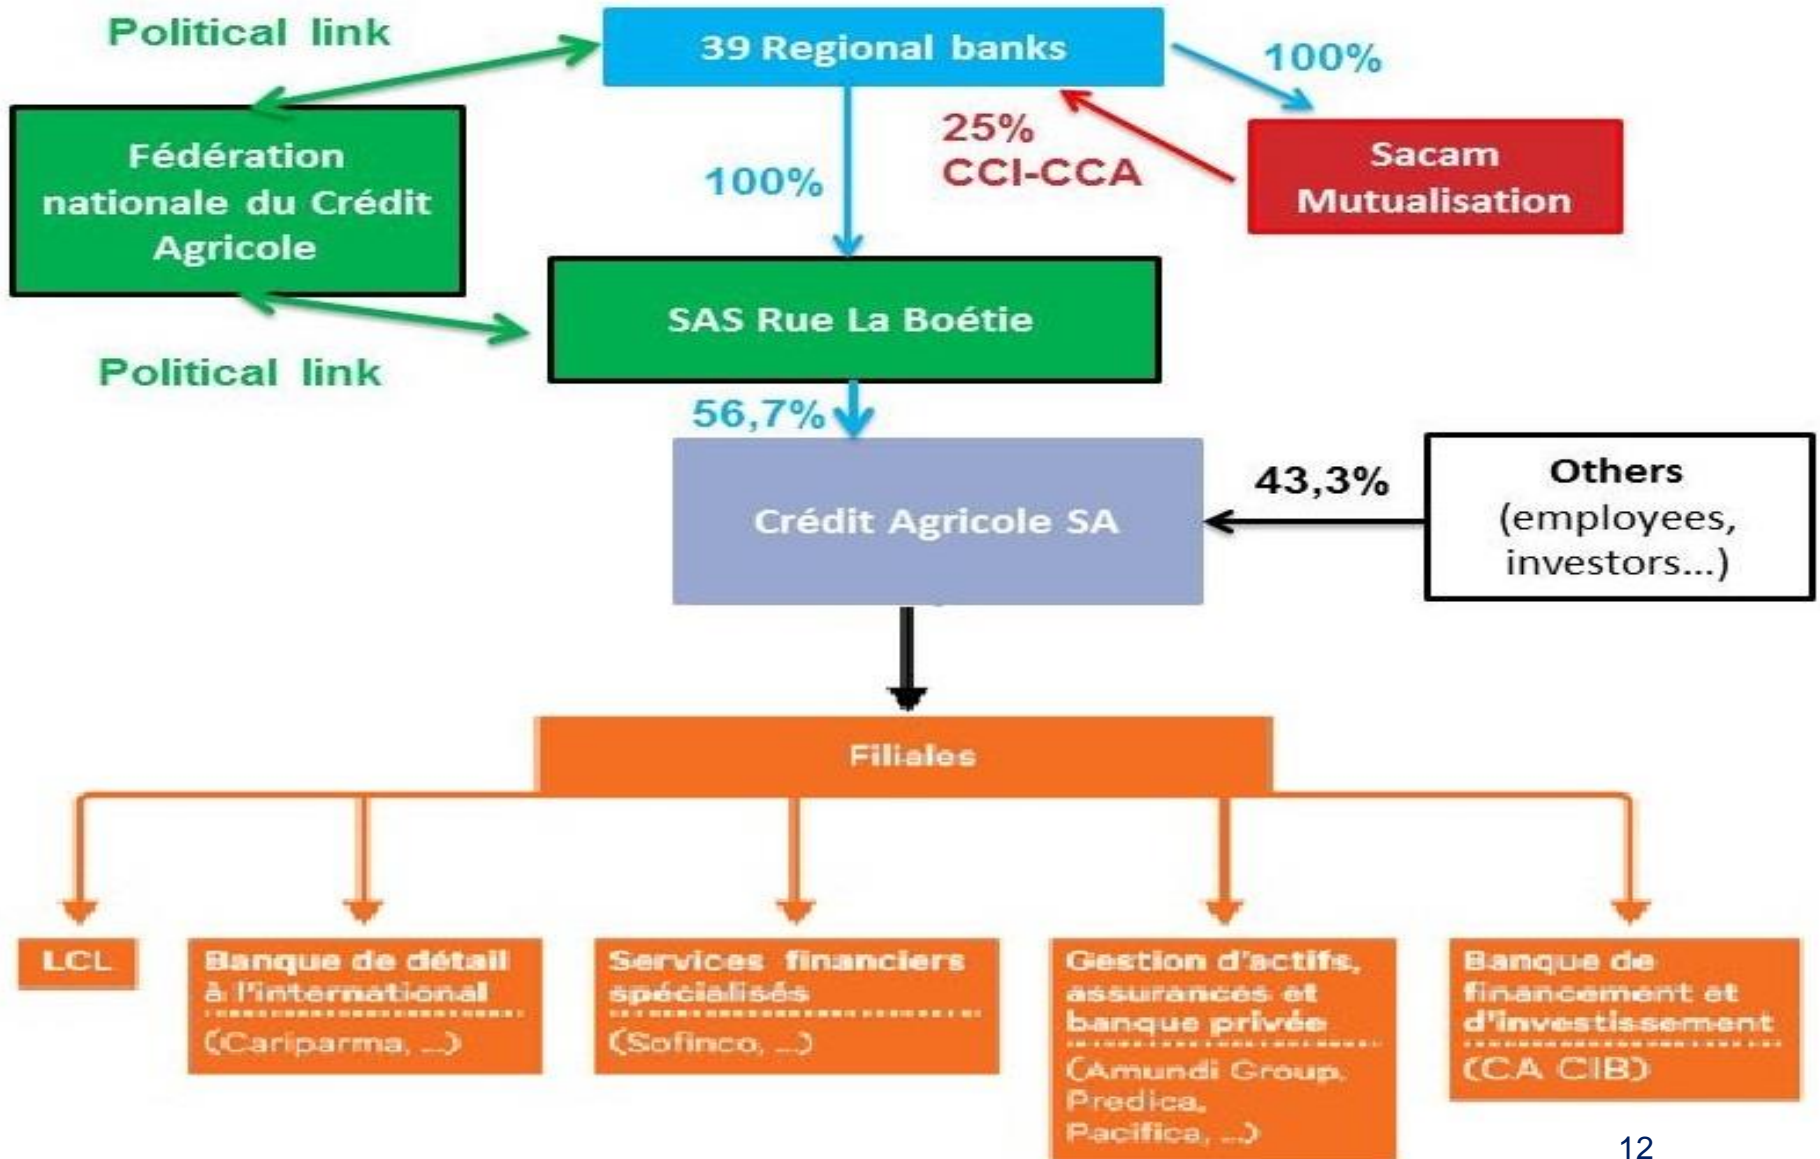 Political link
39 Regional banks
100%
Fédération
nationale du Crédit
Agricole
25%
CCI-CCA
Sacam
Mutualisation
100%
SAS Rue La Boétie
Political link
56,7%
Crédit Agricole SA
43,3%
Others
(employees,
investors...)
Filiales
LCL
Banque de détail
à l'international
(Cariparma, ...)
Services financiers
spécialisés
(Sofinco, ...)
Gestion d'actifs,
assurances et
banque privée
(Amundi Group,
Predica,
Pacifica, ...)
Banque de
financement et
d'investissement
(CA CIB)
12